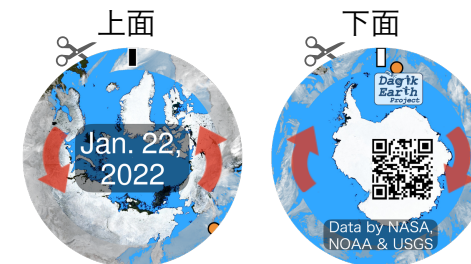 上面
下面
Jan. 22,
2022
Dagik
Earth
Project
Data by NASA,
NOAA & USGS